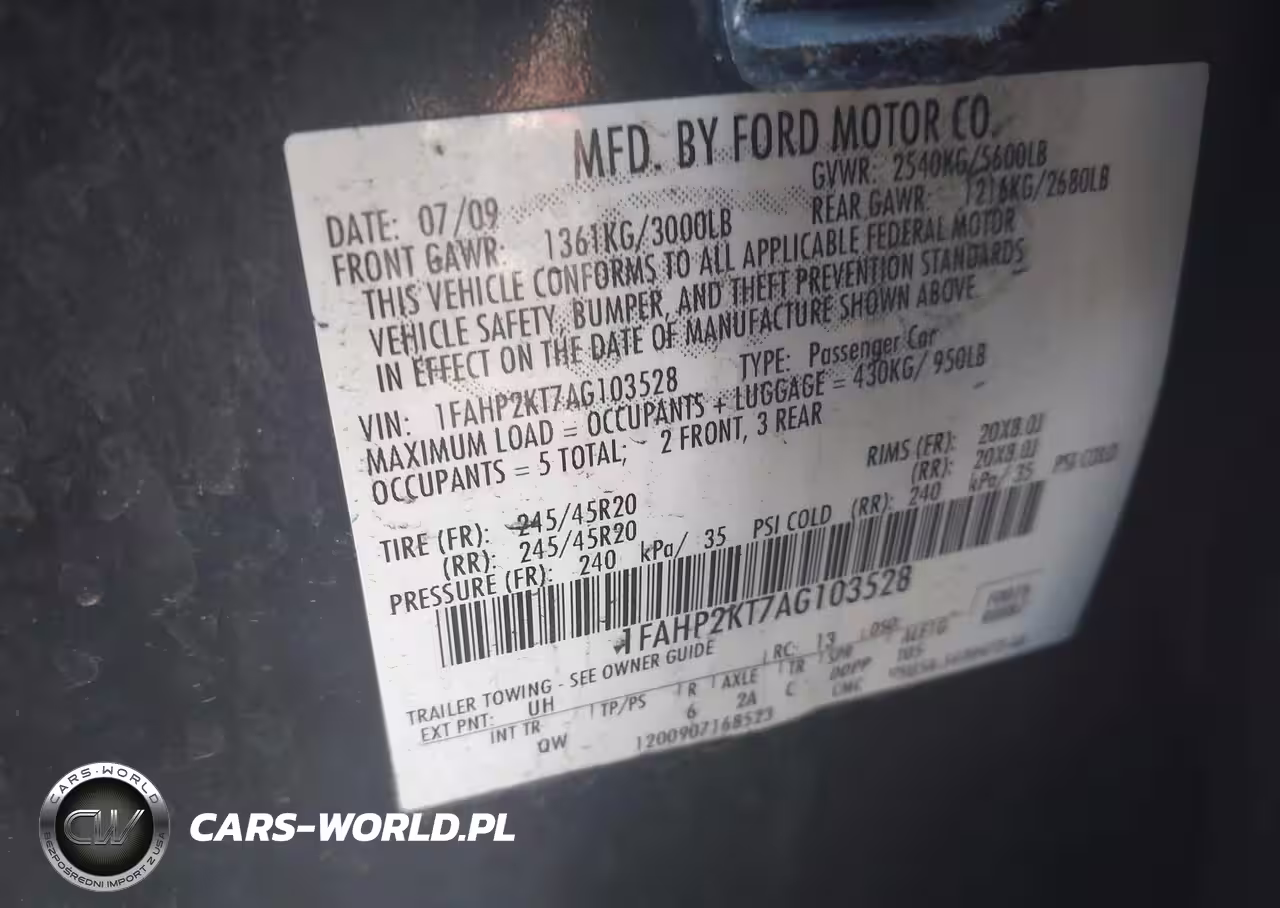 MFD. BY FORD MOTOR CO.
DATE: 07/09 GVWR: 2540KG/5600LB
FRONT GAWR: 1361KG/3000LB REAR GAWR: 1216KG/2680LB
THIS VEHICLE CONFORMS TO ALL APPLICABLE FEDERAL MOTOR
VEHICLE SAFETY, BUMPER, AND THEFT PREVENTION STANDARDS
IN EFFECT ON THE DATE OF MANUFACTURE SHOWN ABOVE.
VIN: 1FAHP2KT7AG103528 TYPE: Passenger Car
MAXIMUM LOAD = OCCUPANTS + LUGGAGE = 430KG/ 950LB
OCCUPANTS = 5 TOTAL; 2 FRONT, 3 REAR
TIRE (FR): 245/45R20 RIMS (FR): 20X8.0J
(RR): 245/45R20 (RR): 20X8.0J
PRESSURE (FR): 240 kPa/ 35 PSI COLD (RR): 240 kPa/ 35 PSI COLD
1FAHP2KT7AG103528
TRAILER TOWING - SEE OWNER GUIDE
EXT PNT: UH RC: 13 DSO:
INT TR TP/PS R AXLE TR SPR
QW 6 2A C
1200907168523
CARS-WORLD
CW
BEZPOŚREDNI IMPORT Z USA
CARS-WORLD.PL